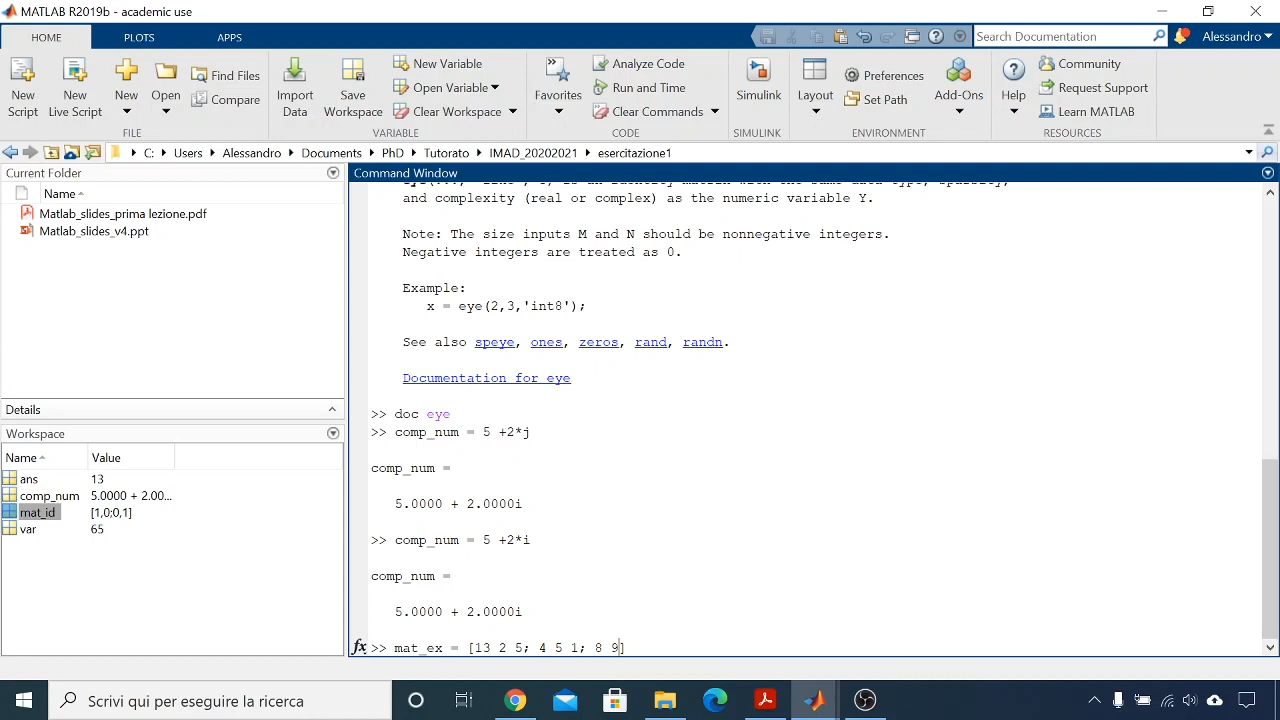 MATLAB R2019b - academic use
HOME PLOTS APPS
Search Documentation
Alessandro
New Script
New Live Script
New
Open
Find Files
Compare
FILE
Import Data
Save Workspace
New Variable
Open Variable
Clear Workspace
VARIABLE
Favorites
Analyze Code
Run and Time
Clear Commands
CODE
Simulink
SIMULINK
Layout
Preferences
Set Path
Add-Ons
ENVIRONMENT
Help
Community
Request Support
Learn MATLAB
RESOURCES
C: Users Alessandro Documents PhD Tutorato IMAD_20202021 esercitazione1
Current Folder
Name
Matlab_slides_prima lezione.pdf
Matlab_slides_v4.ppt
Details
Workspace
Name Value
ans 13
comp_num 5.0000 + 2.00...
mat_id [1,0;0,1]
var 65
Command Window
and complexity (real or complex) as the numeric variable Y.
Note: The size inputs M and N should be nonnegative integers.
Negative integers are treated as 0.
Example:
x = eye(2,3,'int8');
See also speye, ones, zeros, rand, randn.
Documentation for eye
>> doc eye
>> comp_num = 5 +2*j
comp_num =
5.0000 + 2.0000i
>> comp_num = 5 +2*i
comp_num =
5.0000 + 2.0000i
fx >> mat_ex = [13 2 5; 4 5 1; 8 9]
Scrivi qui per eseguire la ricerca